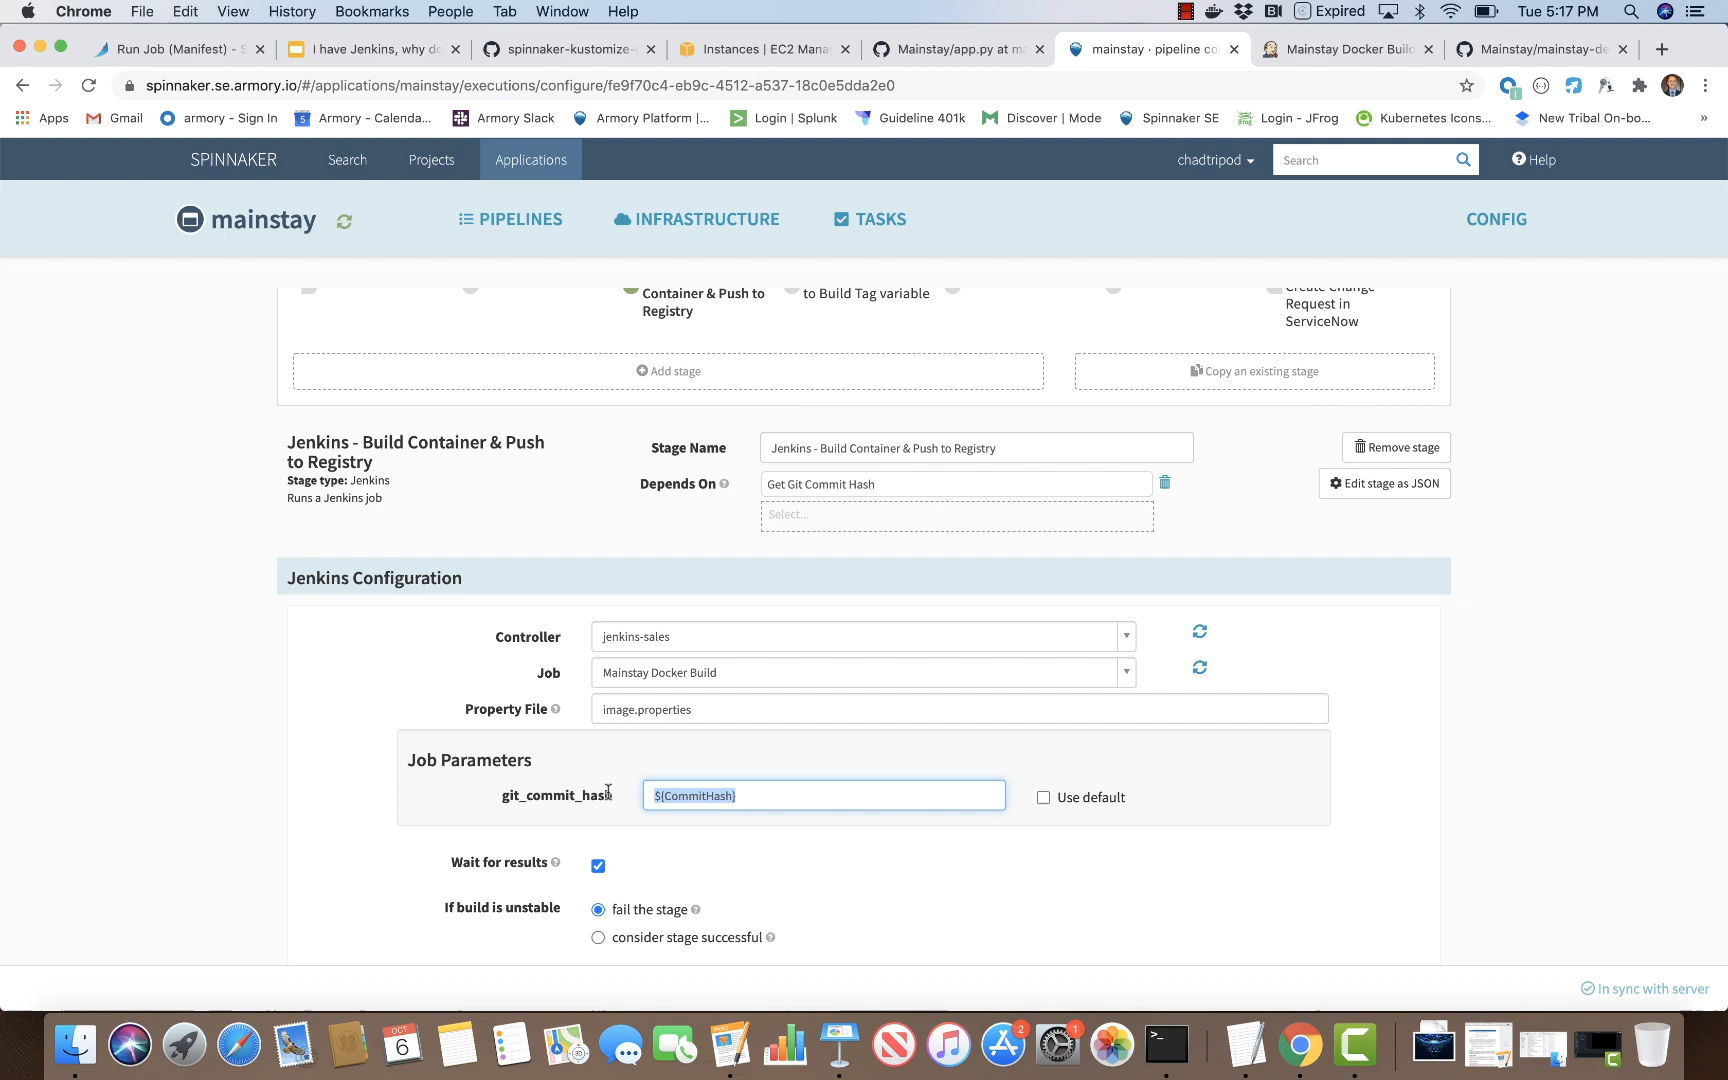 Chrome File Edit View History Bookmarks People Tab Window Help Expired Tue 5:17 PM
Run Job (Manifest) - S I have Jenkins, why do spinnaker-kustomize- Instances | EC2 Mana Mainstay/app.py at ma mainstay · pipeline co Mainstay Docker Build Mainstay/mainstay-de
spinnaker.se.armory.io/#/applications/mainstay/executions/configure/fe9f70c4-eb9c-4512-a537-18c0e5dda2e0
Apps Gmail armory - Sign In Armory - Calenda... Armory Slack Armory Platform |... Login | Splunk Guideline 401k Discover | Mode Spinnaker SE Login - JFrog Kubernetes Icons... New Tribal On-bo... »
SPINNAKER Search Projects Applications chadtripod Search Help
mainstay PIPELINES INFRASTRUCTURE TASKS CONFIG
Container & Push to
Registry
to Build Tag variable
Create Change
Request in
ServiceNow
Add stage Copy an existing stage
Jenkins - Build Container & Push
to Registry
Stage type: Jenkins
Runs a Jenkins job
Stage Name Jenkins - Build Container & Push to Registry Remove stage
Depends On Get Git Commit Hash Edit stage as JSON
Select...
Jenkins Configuration
Controller jenkins-sales
Job Mainstay Docker Build
Property File image.properties
Job Parameters
git_commit_hash ${CommitHash} Use default
Wait for results
If build is unstable fail the stage
consider stage successful
In sync with server
OCT
6
2
1